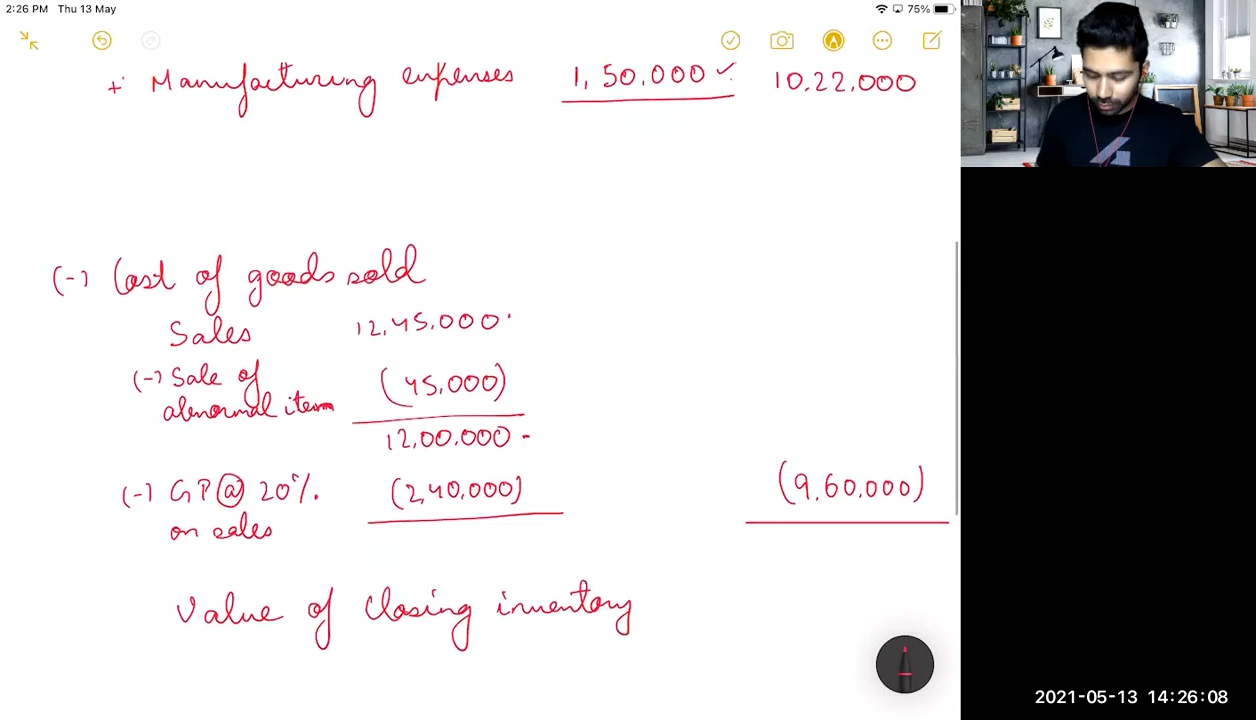 2:26 PM Thu 13 May
75%
+ Manufacturing expenses 1,50,000 ✓ 10,22,000
(-) Cost of goods sold
Sales 12,45,000
(-) Sale of abnormal item (45,000)
12,00,000 -
(-) GP@ 20% on sales (2,40,000) (9,60,000)
Value of closing inventory
2021-05-13 14:26:08